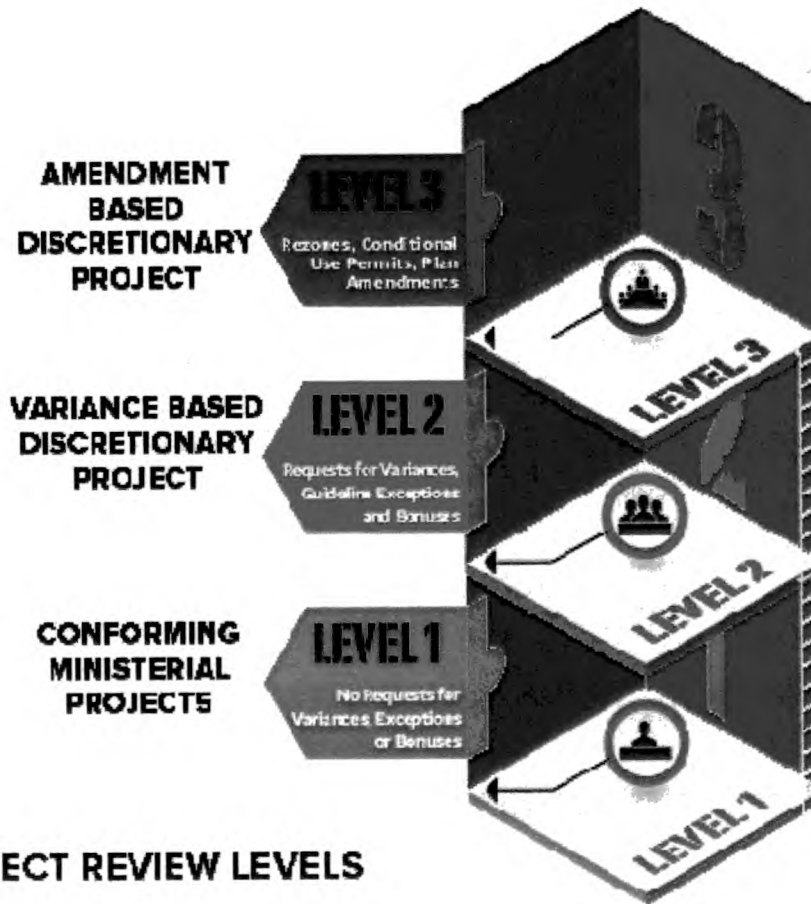 AMENDMENT
BASED
DISCRETIONARY
PROJECT
LEVEL 3
Rezones, Conditional
Use Permits, Plan
Amendments
3
LEVEL 3
VARIANCE BASED
DISCRETIONARY
PROJECT
LEVEL 2
Requests for Variances,
Guideline Exceptions
and Bonuses
LEVEL 2
CONFORMING
MINISTERIAL
PROJECTS
LEVEL 1
No Requests for
Variances, Exceptions
or Bonuses
LEVEL 1
ECT REVIEW LEVELS